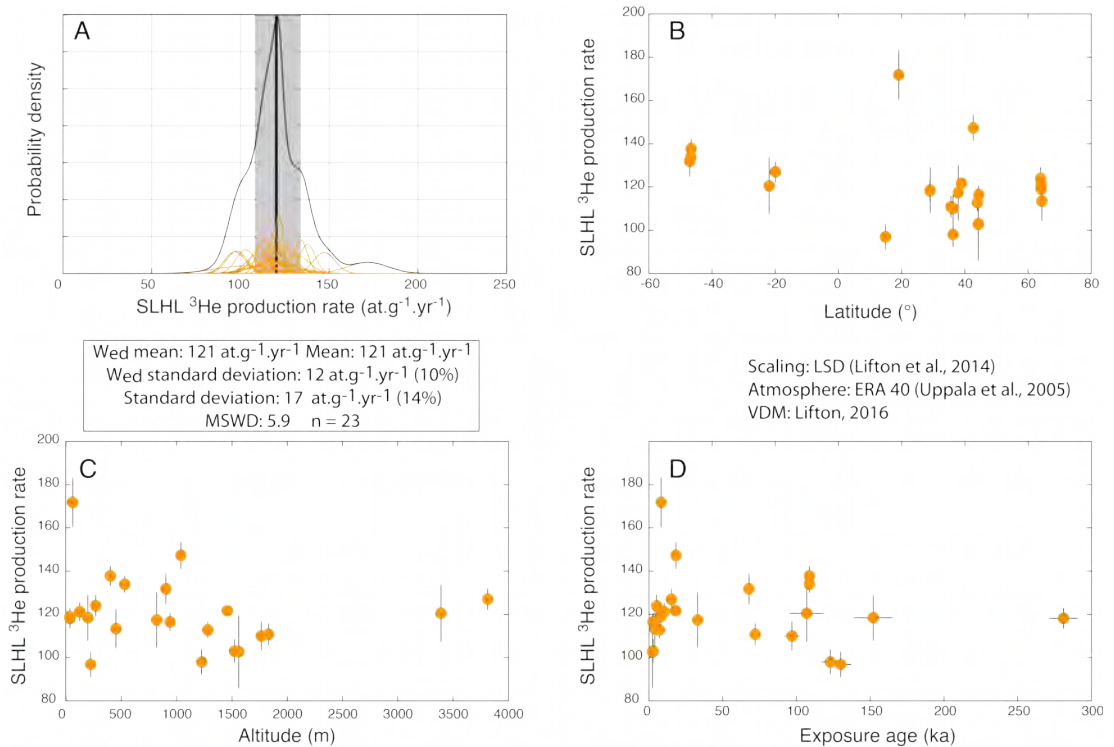 A
Probability density
0 50 100 150 200 250
SLHL ³He production rate (at.g⁻¹.yr⁻¹)
B
SLHL ³He production rate
200
180
160
140
120
100
80
-60 -40 -20 0 20 40 60 80
Latitude (°)
Wed mean: 121 at.g⁻¹.yr⁻¹ Mean: 121 at.g⁻¹.yr⁻¹
Wed standard deviation: 12 at.g⁻¹.yr⁻¹ (10%)
Standard deviation: 17 at.g⁻¹.yr⁻¹ (14%)
MSWD: 5.9 n = 23
Scaling: LSD (Lifton et al., 2014)
Atmosphere: ERA 40 (Uppala et al., 2005)
VDM: Lifton, 2016
C
SLHL ³He production rate
200
180
160
140
120
100
80
0 500 1000 1500 2000 2500 3000 3500 4000
Altitude (m)
D
SLHL ³He production rate
200
180
160
140
120
100
80
0 50 100 150 200 250 300
Exposure age (ka)